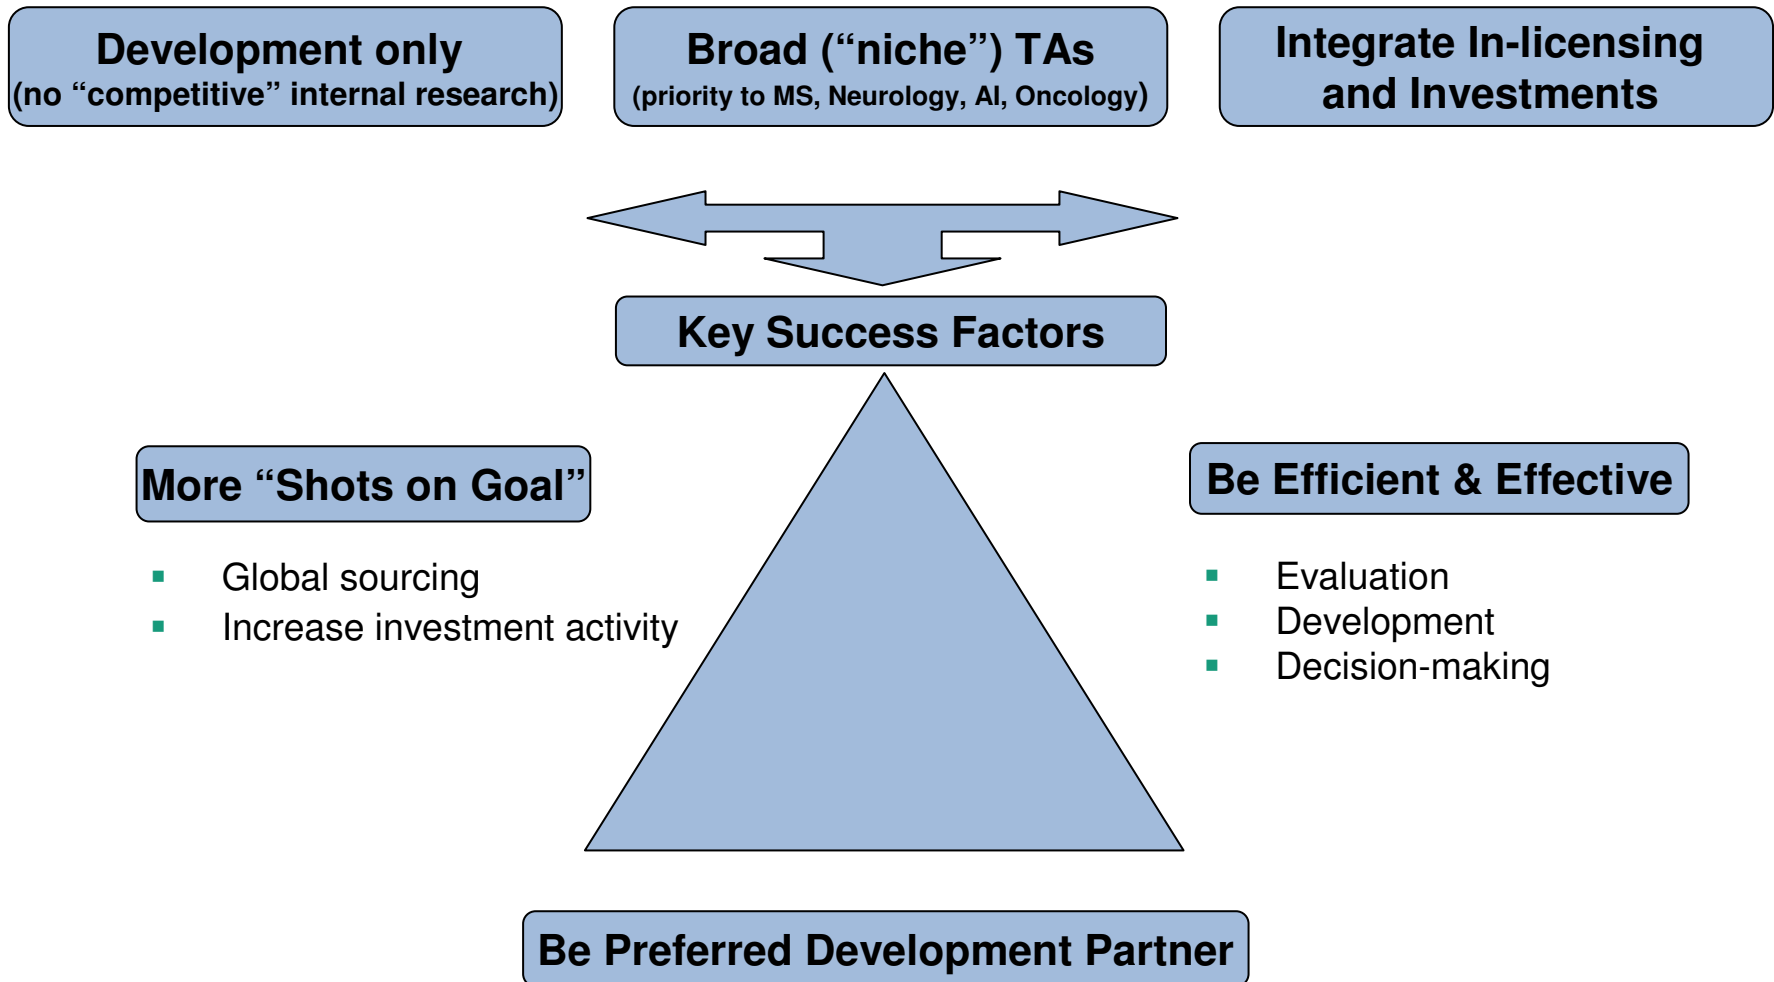 Development only
(no “competitive” internal research)
Broad (“niche”) TAs
(priority to MS, Neurology, AI, Oncology)
Integrate In-licensing
and Investments
Key Success Factors
More “Shots on Goal”
▪ Global sourcing
▪ Increase investment activity
Be Efficient & Effective
▪ Evaluation
▪ Development
▪ Decision-making
Be Preferred Development Partner